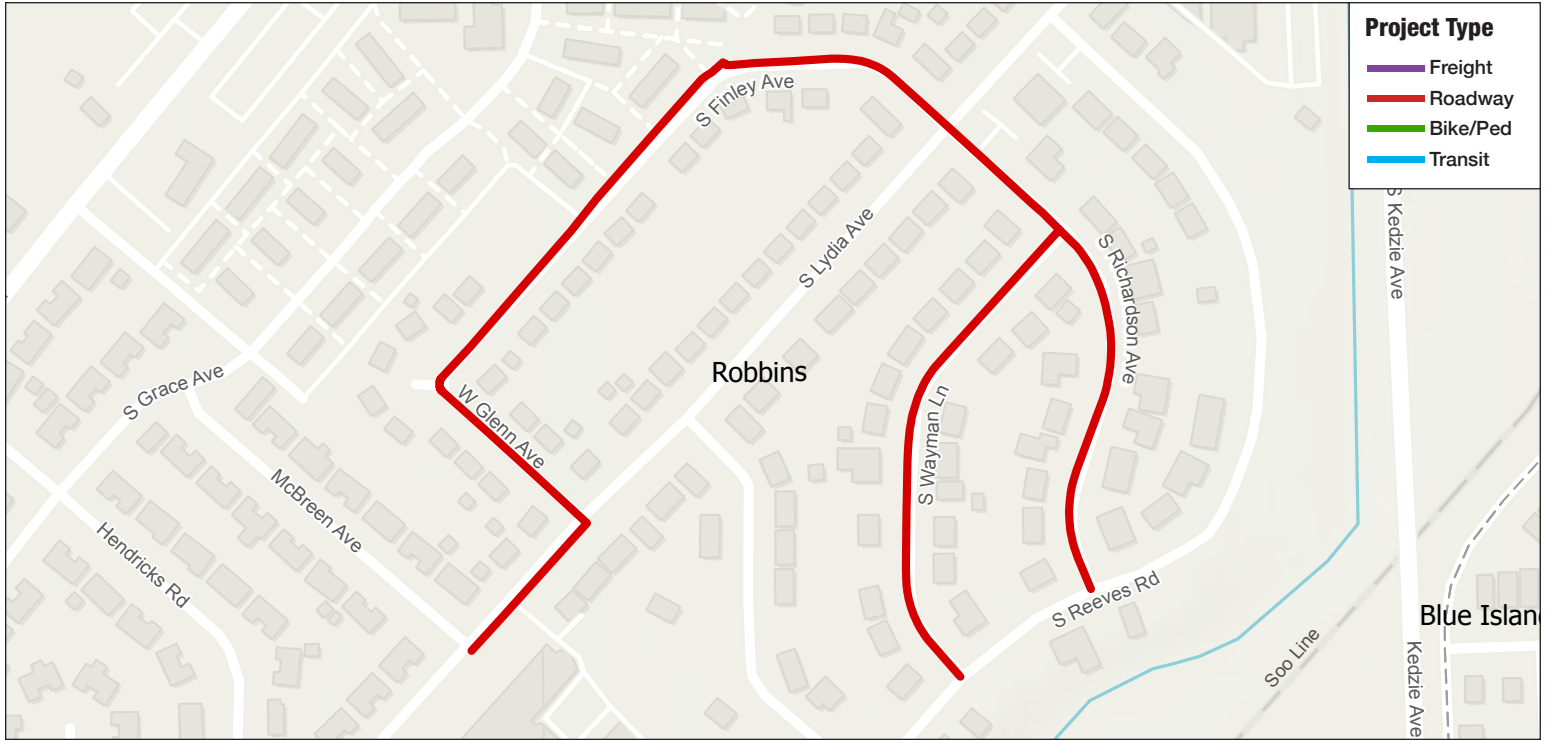 Project Type
Freight
Roadway
Bike/Ped
Transit
S Finley Ave
S Kedzie Ave
S Lydia Ave
S Richardson Ave
Robbins
S Grace Ave
W Glenn Ave
S Wayman Ln
McBreen Ave
Hendricks Rd
S Reeves Rd
Blue Islan
Soo Line
Kedzie Ave